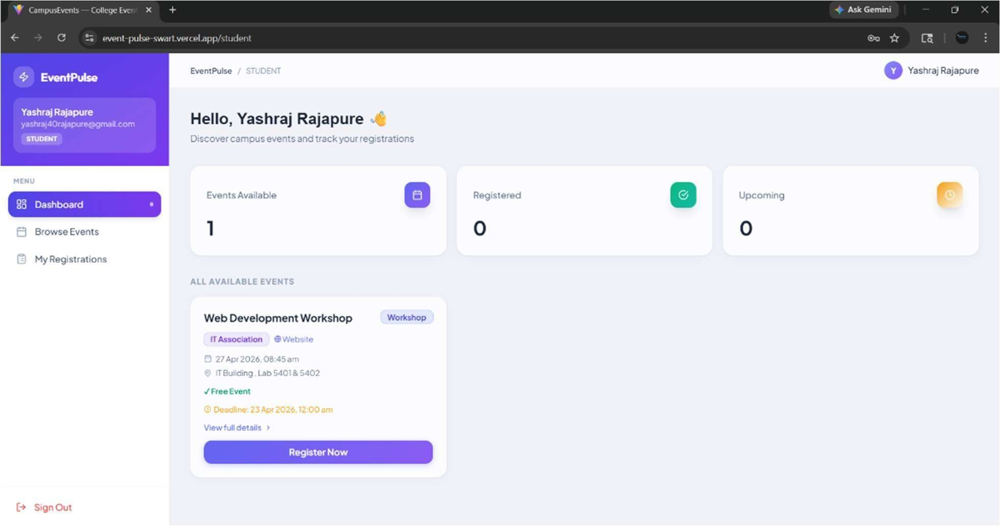 CampusEvents — College Event
Ask Gemini
event-pulse-swart.vercel.app/student
EventPulse
Yashraj Rajapure
yashraj40rajapure@gmail.com
STUDENT
MENU
Dashboard
Browse Events
My Registrations
Sign Out
EventPulse / STUDENT
Y Yashraj Rajapure
Hello, Yashraj Rajapure 👋
Discover campus events and track your registrations
Events Available
1
Registered
0
Upcoming
0
ALL AVAILABLE EVENTS
Web Development Workshop
Workshop
IT Association Website
27 Apr 2026, 08:45 am
IT Building , Lab 5401 & 5402
✓ Free Event
Deadline: 23 Apr 2026, 12:00 am
View full details >
Register Now